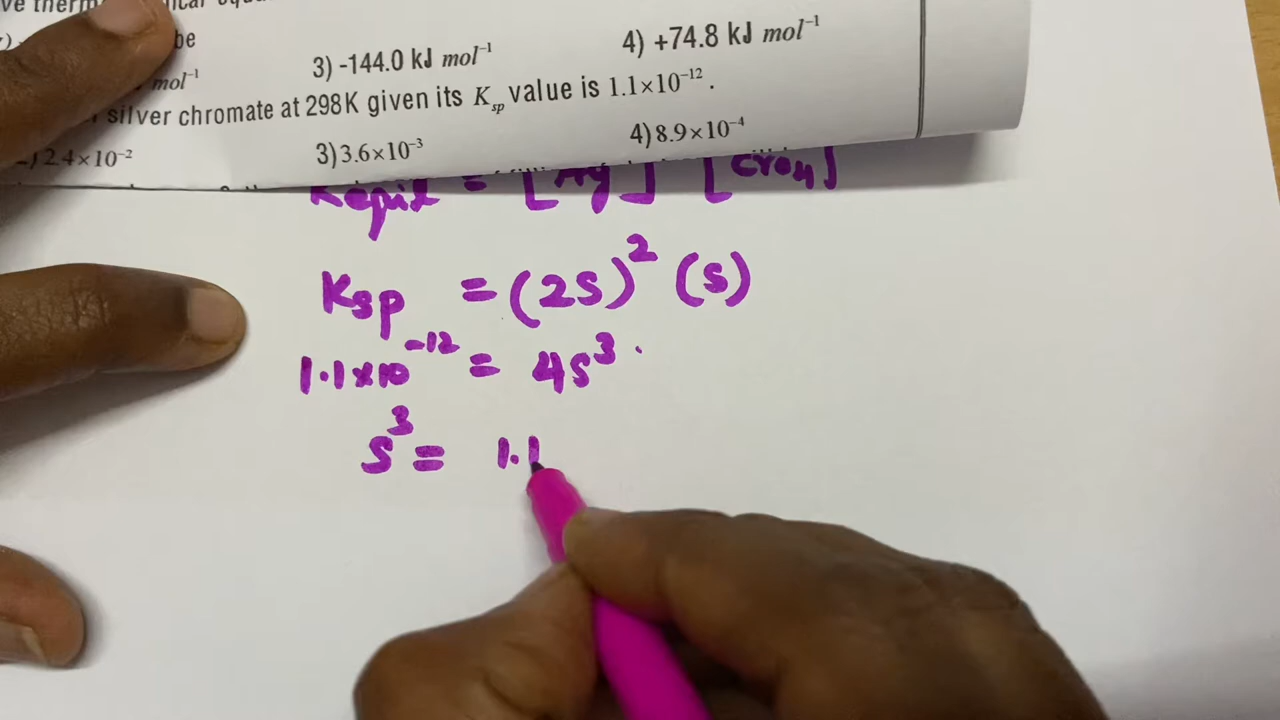 be
mol⁻¹ 3) -144.0 kJ mol⁻¹ 4) +74.8 kJ mol⁻¹
silver chromate at 298K given its Ksp value is 1.1×10⁻¹².
2)2.4×10⁻² 3)3.6×10⁻³ 4)8.9×10⁻⁴
Ksp = (2S)² (S)
1.1×10⁻¹² = 4S³.
S³ = 1.1